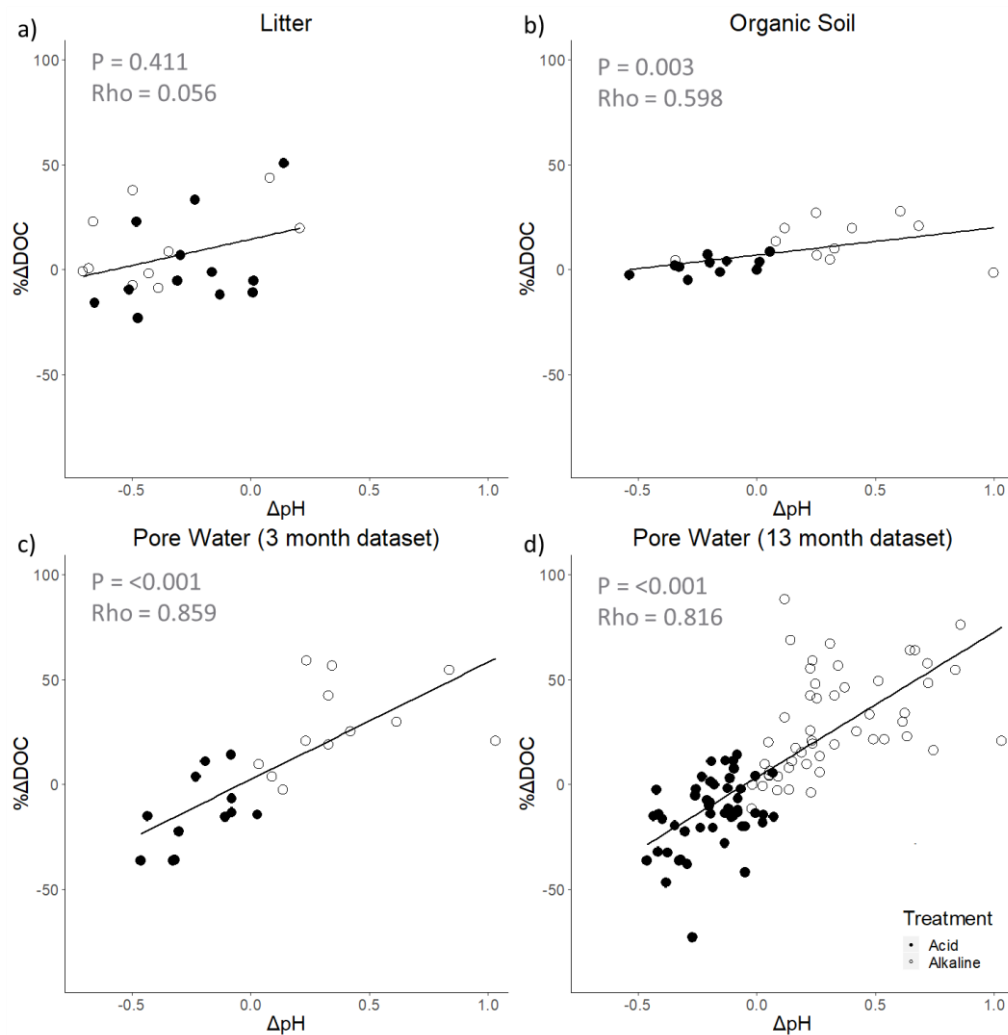 a)
Litter
P = 0.411
Rho = 0.056
100
50
0
-50
%ΔDOC
-0.5
0.0
0.5
1.0
ΔpH
b)
Organic Soil
P = 0.003
Rho = 0.598
100
50
0
-50
%ΔDOC
-0.5
0.0
0.5
1.0
ΔpH
c)
Pore Water (3 month dataset)
P = <0.001
Rho = 0.859
100
50
0
-50
%ΔDOC
-0.5
0.0
0.5
1.0
ΔpH
d)
Pore Water (13 month dataset)
P = <0.001
Rho = 0.816
100
50
0
-50
%ΔDOC
-0.5
0.0
0.5
1.0
ΔpH
Treatment
Acid
Alkaline